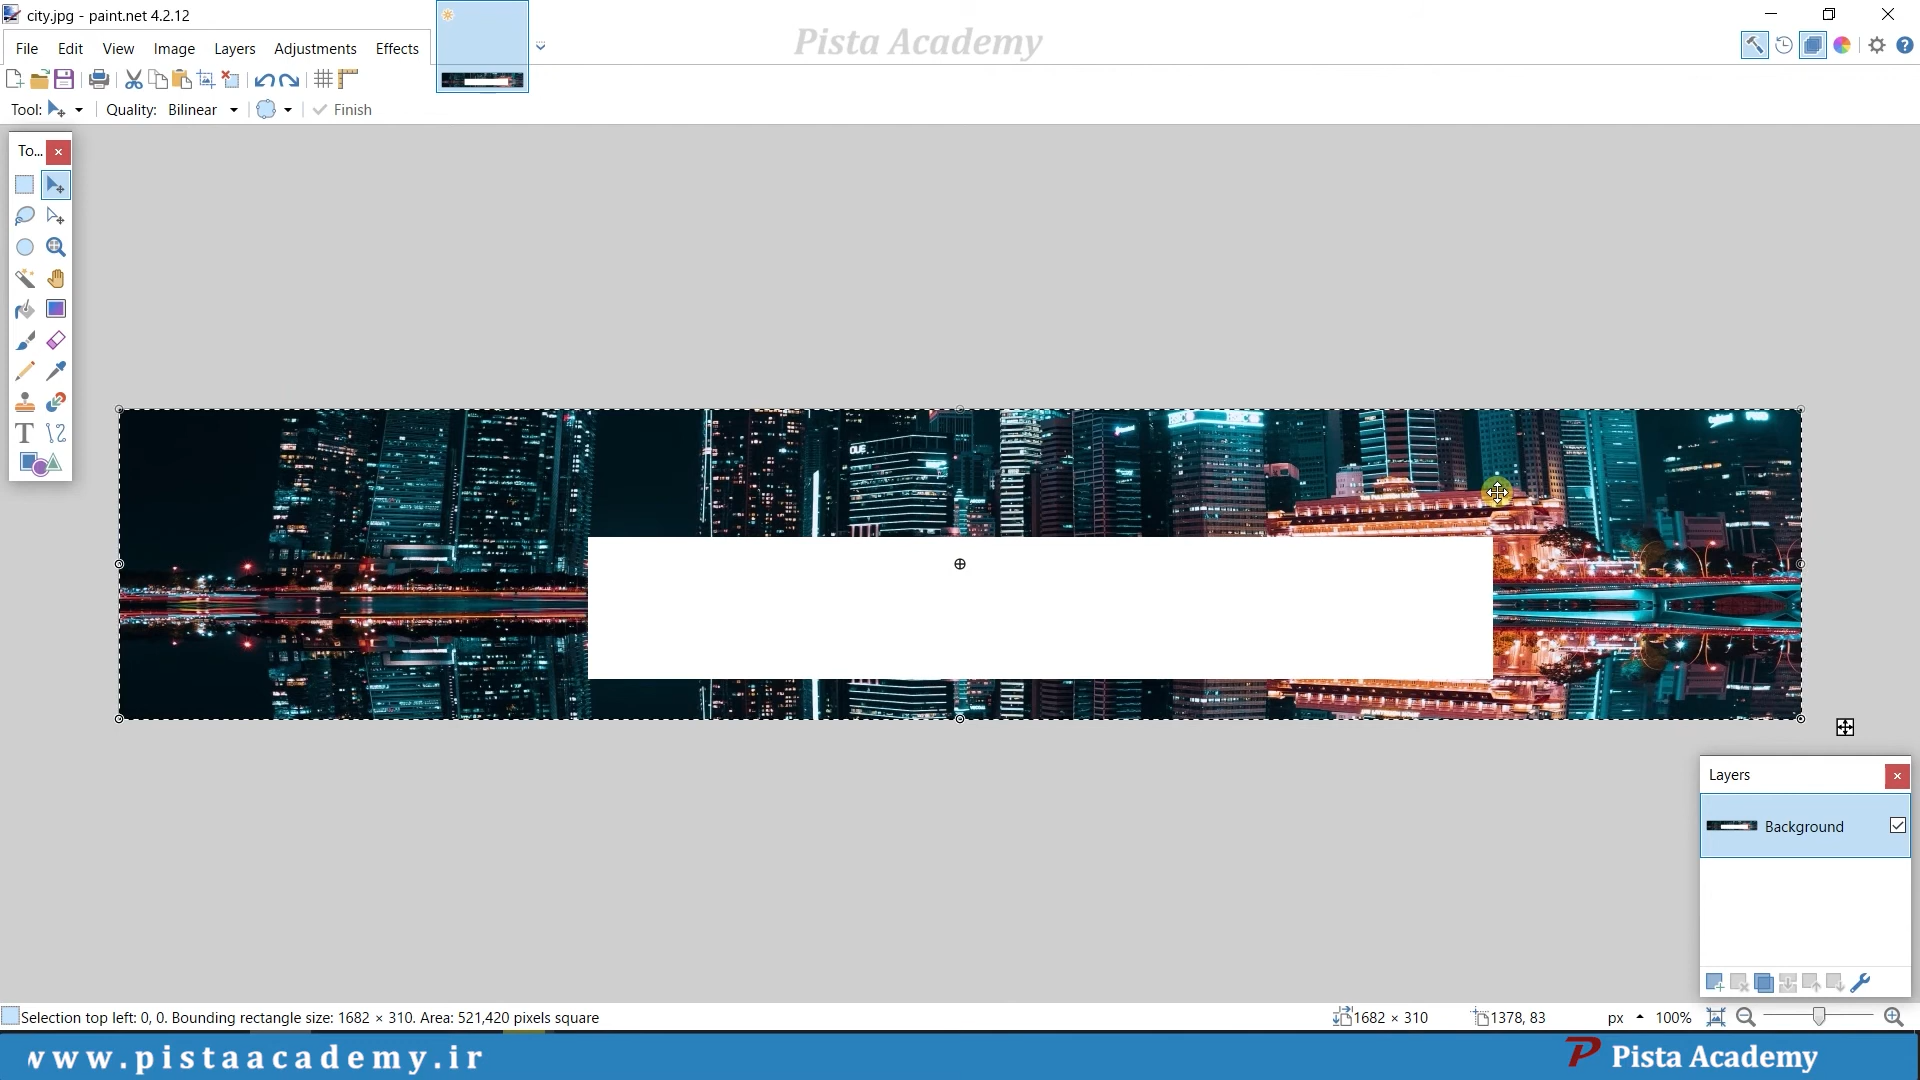 city.jpg - paint.net 4.2.12
Pista Academy
File Edit View Image Layers Adjustments Effects
Tool: Quality: Bilinear Finish
To...
OUE
Layers
Background
Selection top left: 0, 0. Bounding rectangle size: 1682 × 310. Area: 521,420 pixels square
1682 × 310
1378, 83
px
100%
www.pistaacademy.ir
Pista Academy